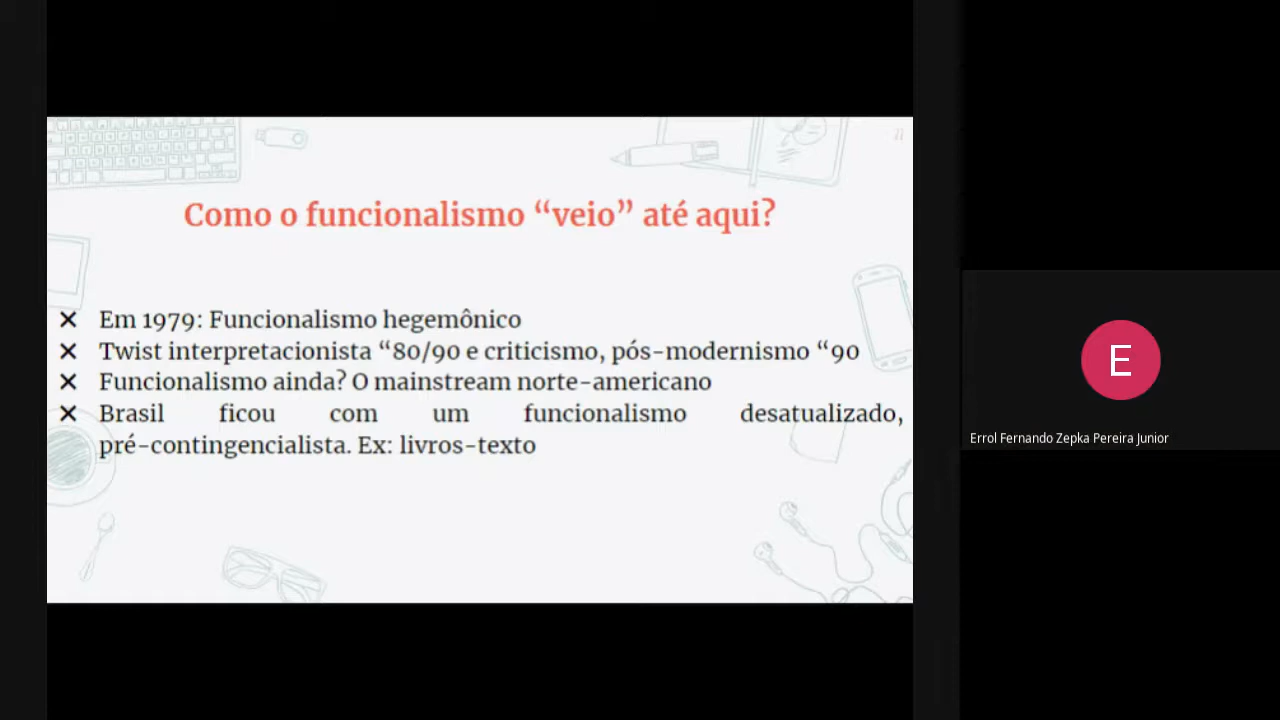 Como o funcionalismo “veio” até aqui?
Em 1979: Funcionalismo hegemônico
Twist interpretacionista “80/90 e criticismo, pós-modernismo “90
Funcionalismo ainda? O mainstream norte-americano
Brasil ficou com um funcionalismo desatualizado,
pré-contingencialista. Ex: livros-texto
E
Errol Fernando Zepka Pereira Junior